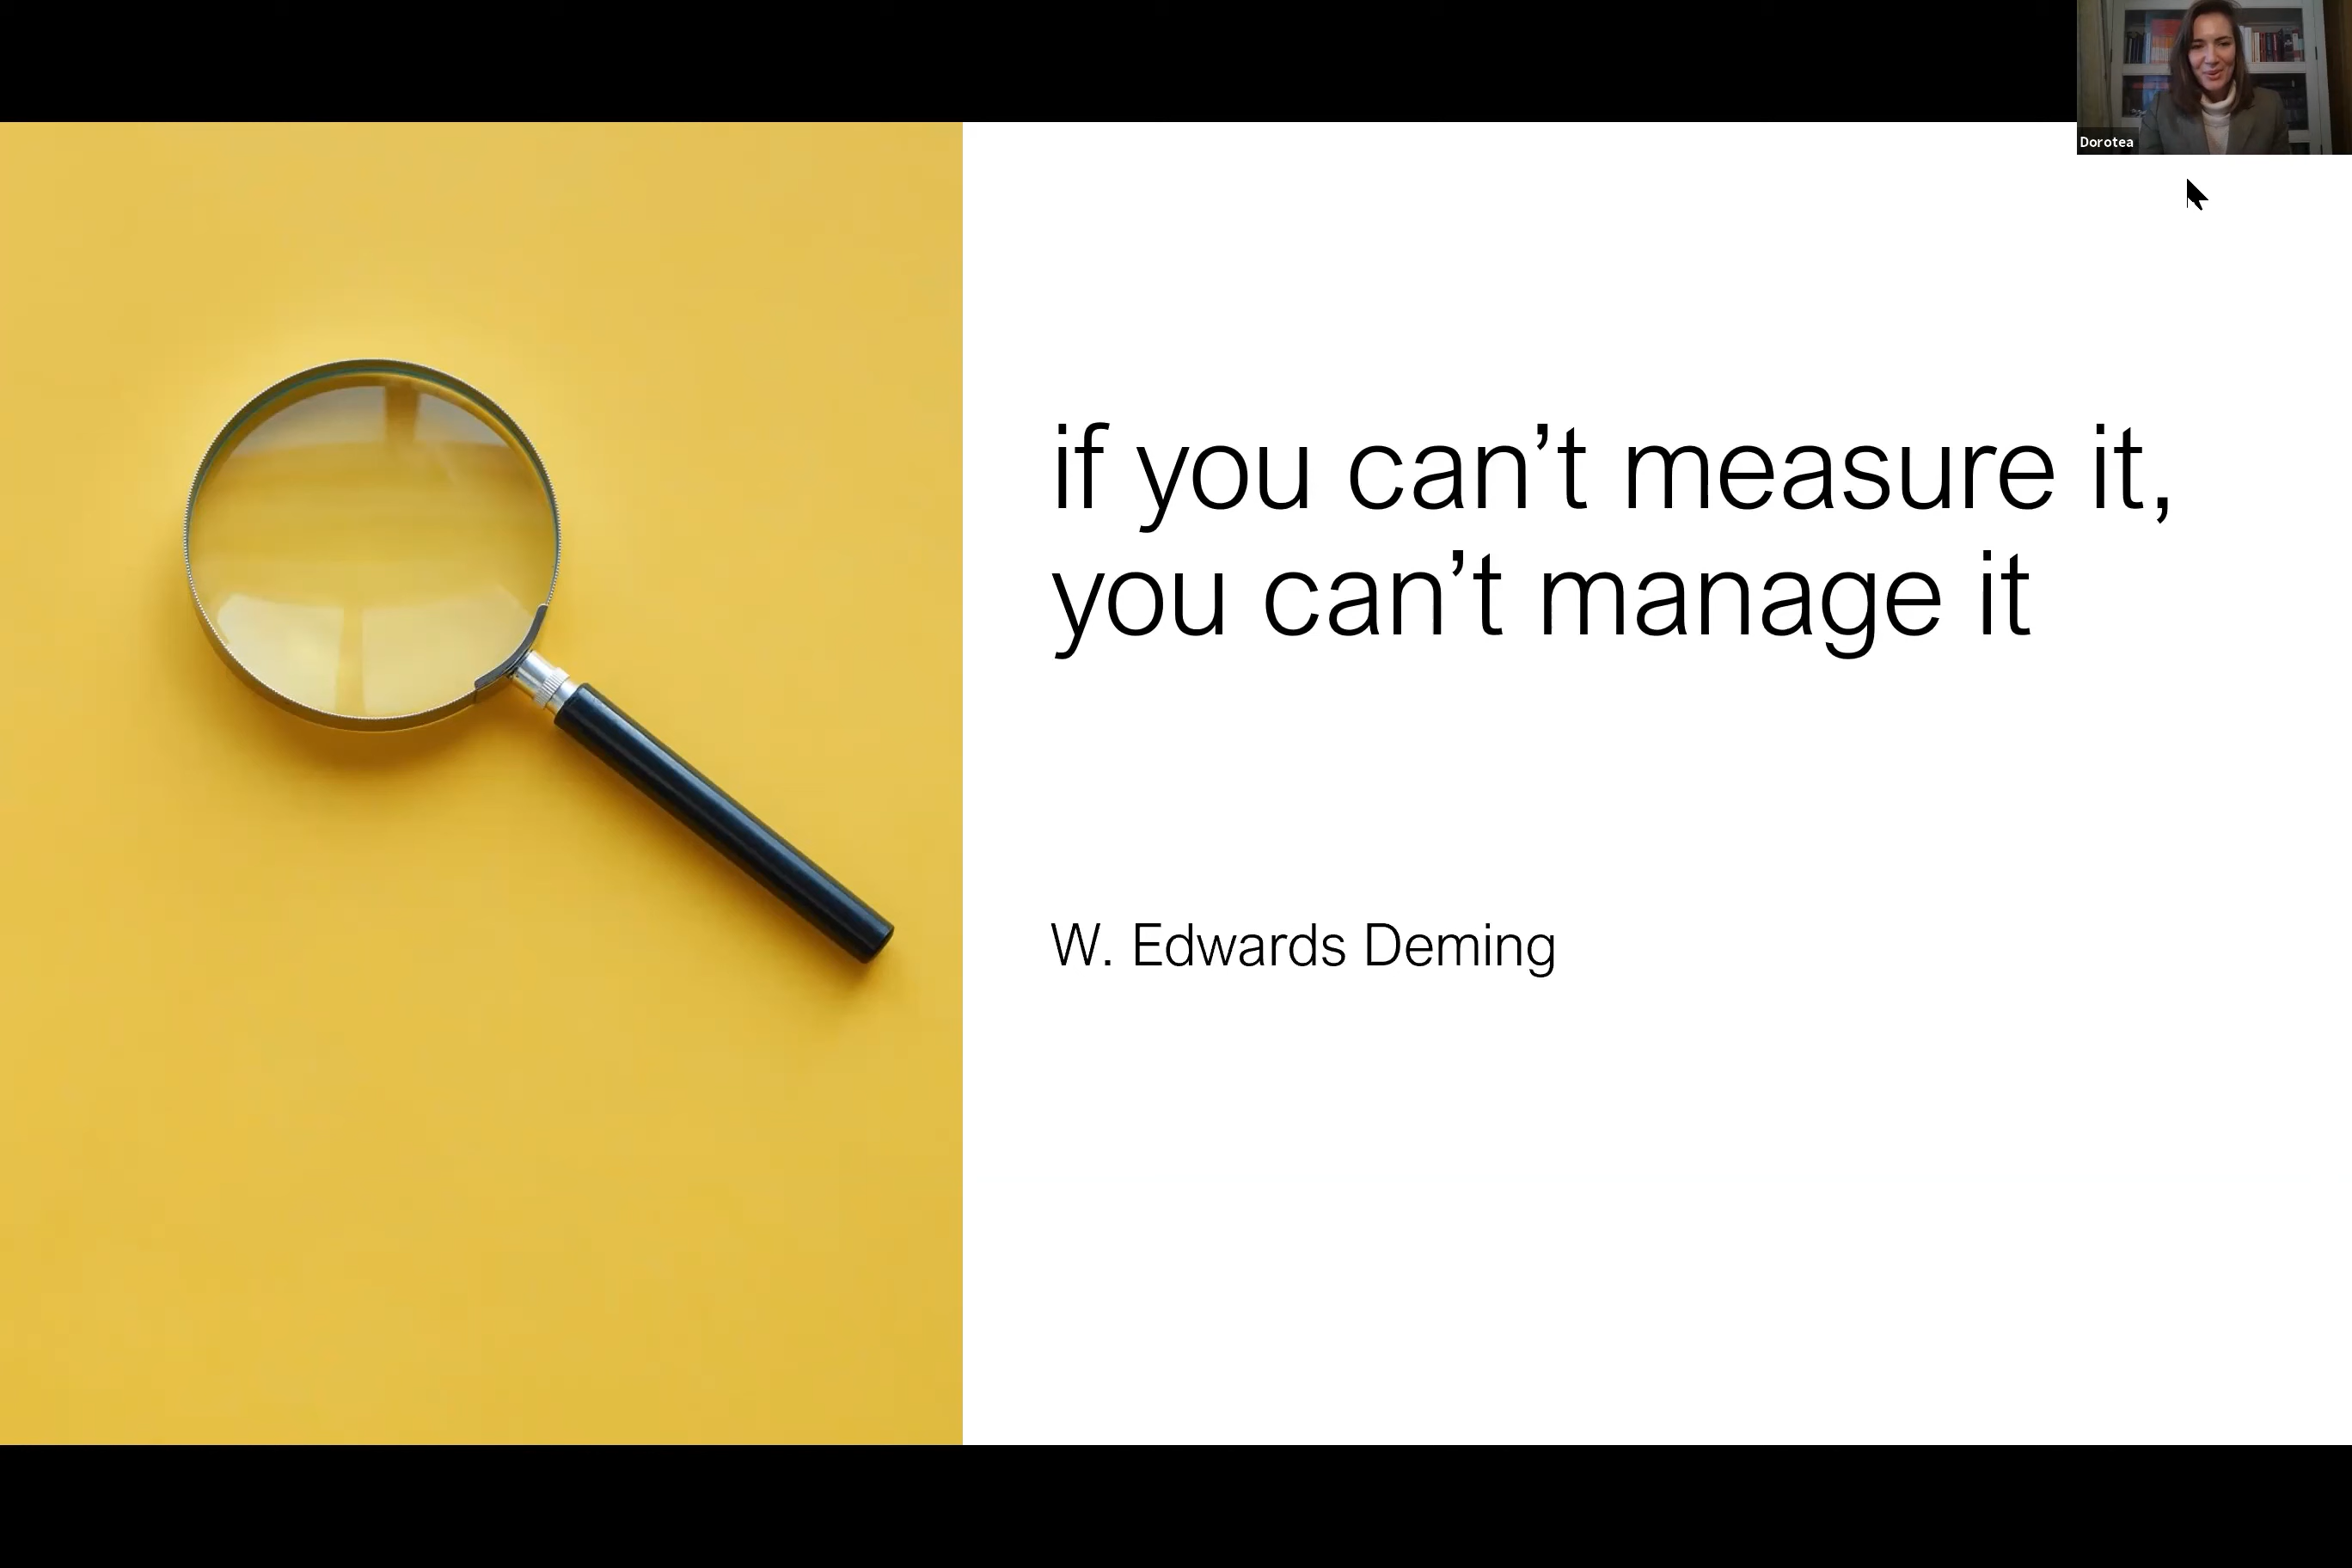 Dorotea
if you can’t measure it,
you can’t manage it
W. Edwards Deming